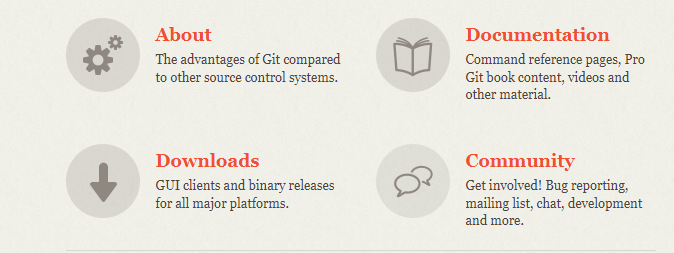 About
The advantages of Git compared
to other source control systems.
Documentation
Command reference pages, Pro
Git book content, videos and
other material.
Downloads
GUI clients and binary releases
for all major platforms.
Community
Get involved! Bug reporting,
mailing list, chat, development
and more.